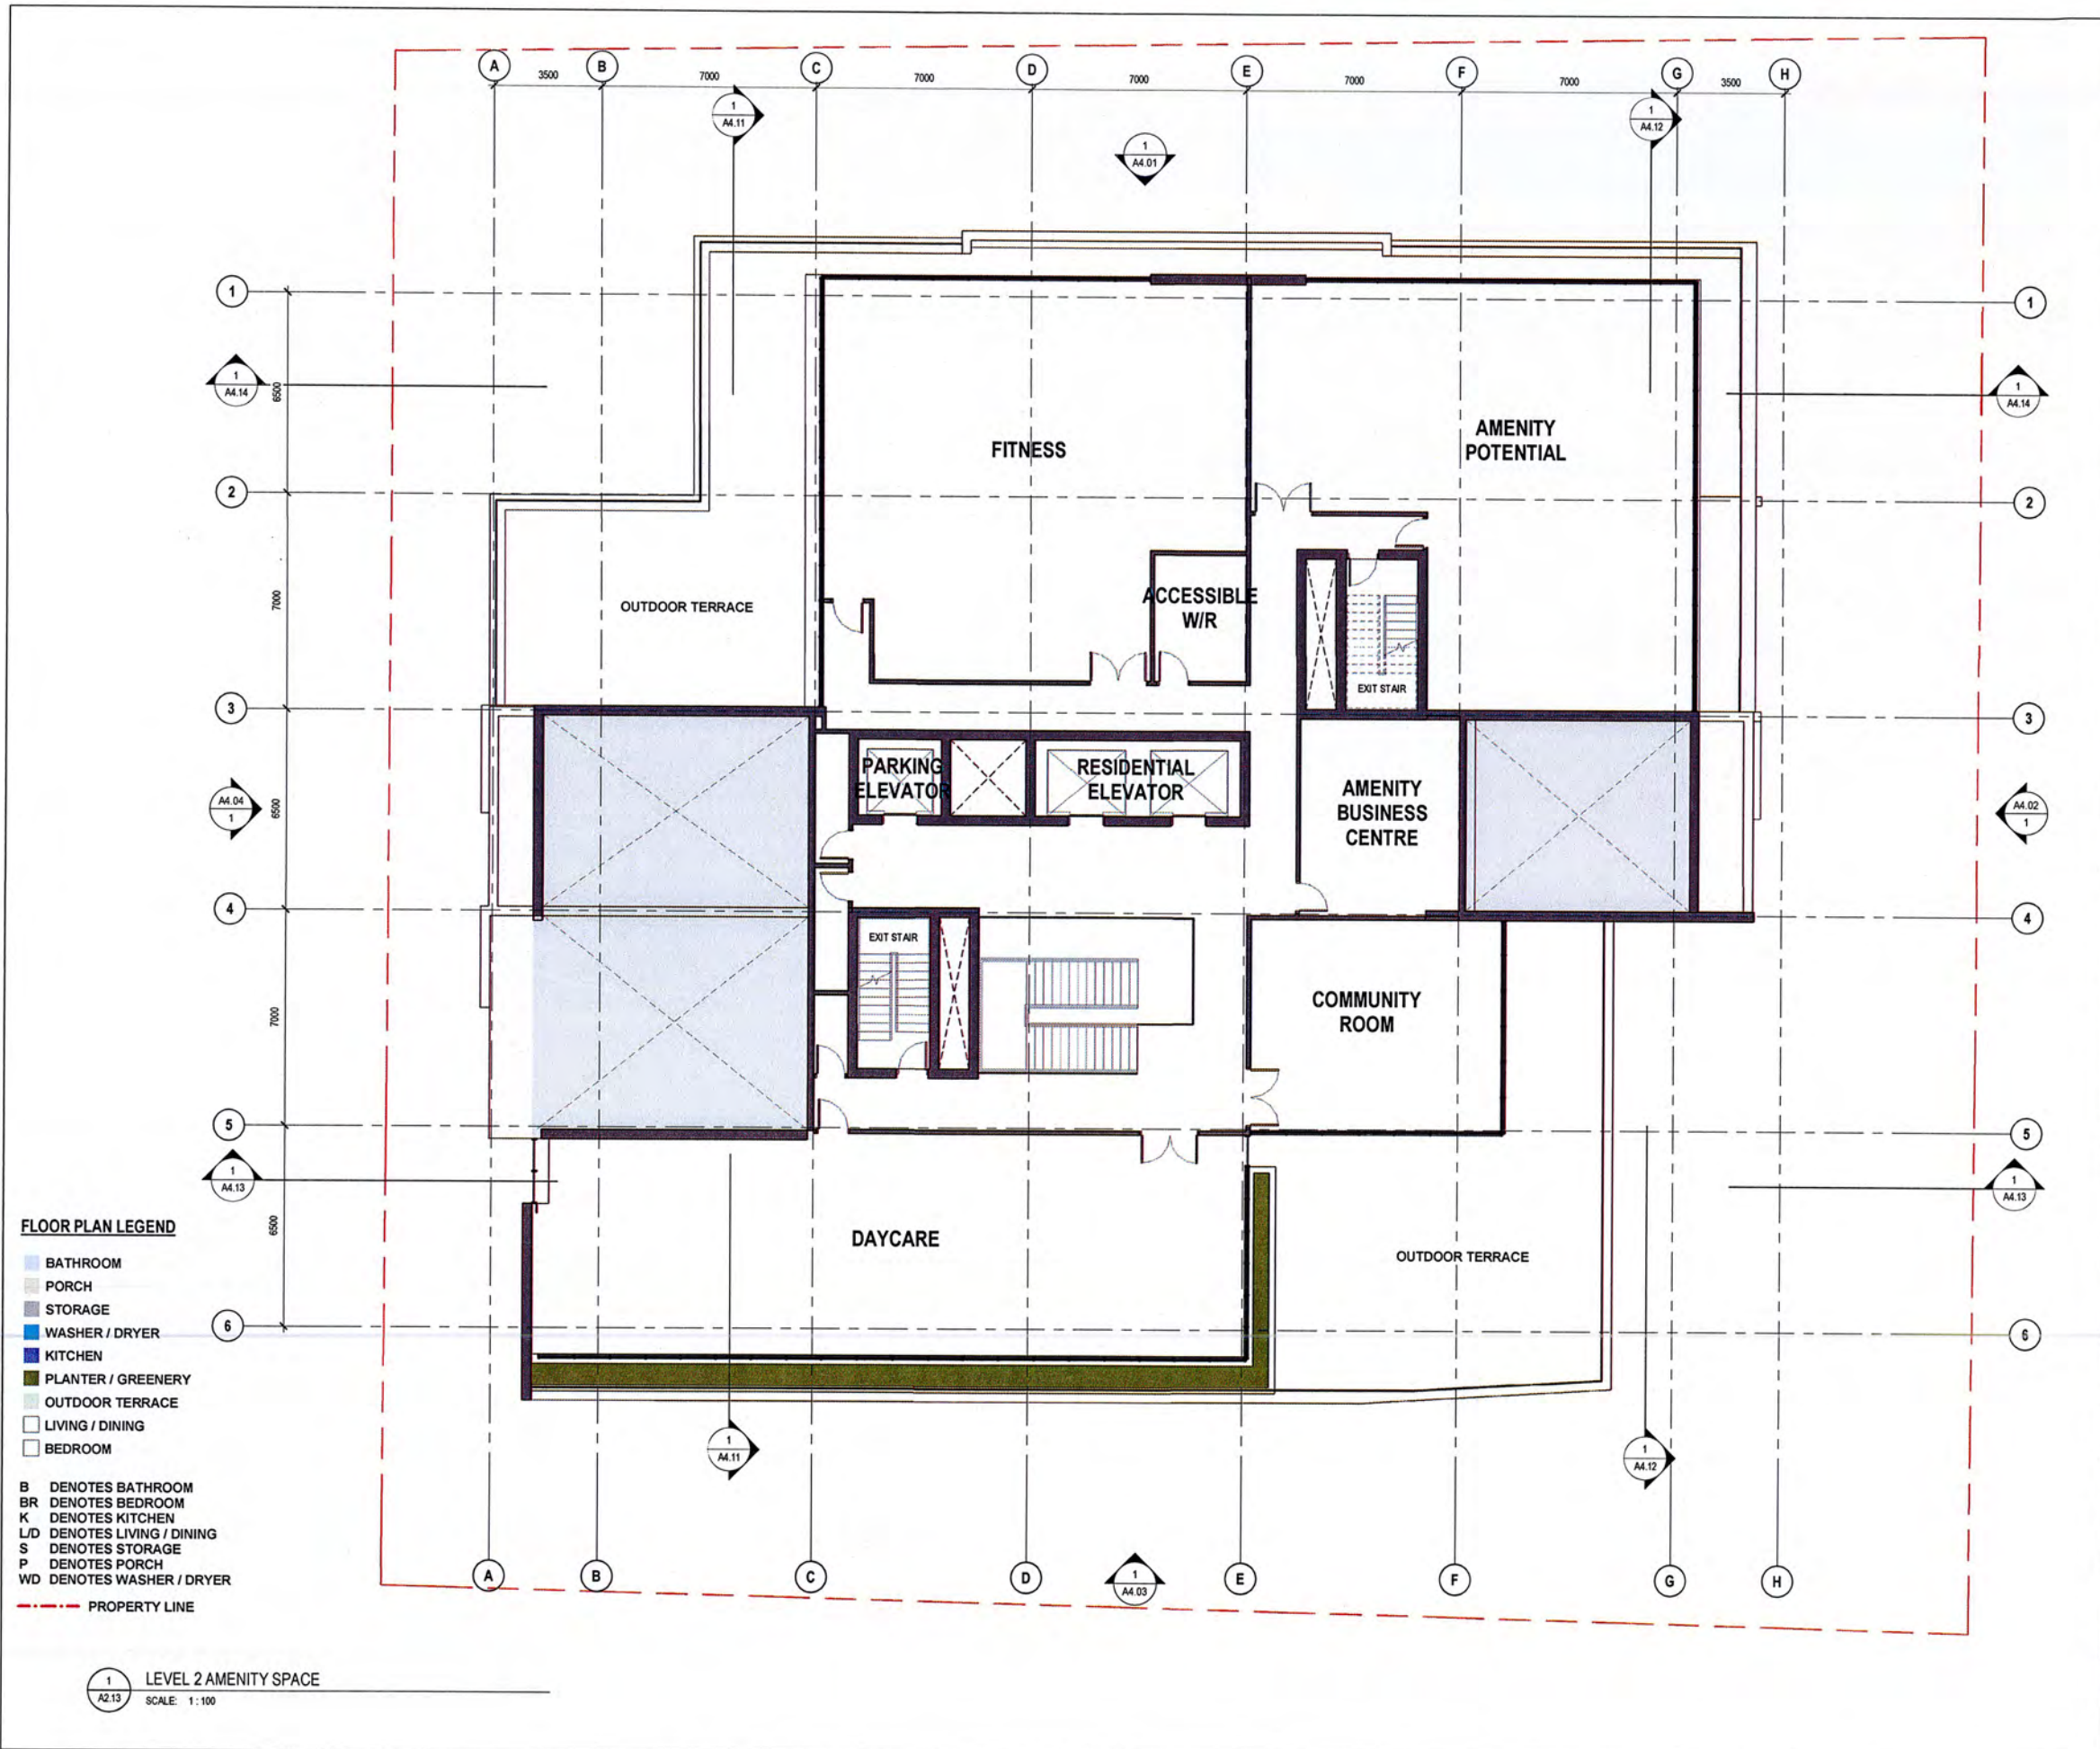 A B C D E F G H
3500 7000 7000 7000 7000 7000 3500
1
A4.11
1
A4.12
1
A4.01
1 1
6500
1
A4.14
1
A4.14
FITNESS
AMENITY
POTENTIAL
2 2
7000
OUTDOOR TERRACE
ACCESSIBLE
W/R
EXIT STAIR
3 3
6500
A4.04
1
PARKING
ELEVATOR
RESIDENTIAL
ELEVATOR
AMENITY
BUSINESS
CENTRE
A4.02
1
4 4
7000
EXIT STAIR
COMMUNITY
ROOM
5 5
1
A4.13
1
A4.13
6500
DAYCARE
OUTDOOR TERRACE
6 6
FLOOR PLAN LEGEND
BATHROOM
PORCH
STORAGE
WASHER / DRYER
KITCHEN
PLANTER / GREENERY
OUTDOOR TERRACE
LIVING / DINING
BEDROOM
1
A4.11
1
A4.12
B DENOTES BATHROOM
BR DENOTES BEDROOM
K DENOTES KITCHEN
L/D DENOTES LIVING / DINING
S DENOTES STORAGE
P DENOTES PORCH
WD DENOTES WASHER / DRYER
PROPERTY LINE
A B C D E F G H
1
A4.03
1
A2.13
LEVEL 2 AMENITY SPACE
SCALE: 1 : 100